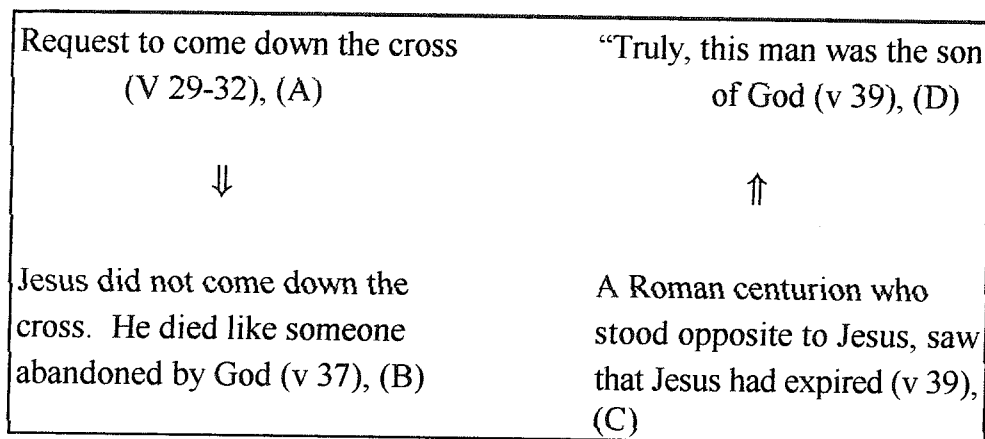 Request to come down the cross
(V 29-32), (A)
⇓
Jesus did not come down the
cross. He died like someone
abandoned by God (v 37), (B)
“Truly, this man was the son
of God (v 39), (D)
⇑
A Roman centurion who
stood opposite to Jesus, saw
that Jesus had expired (v 39),
(C)